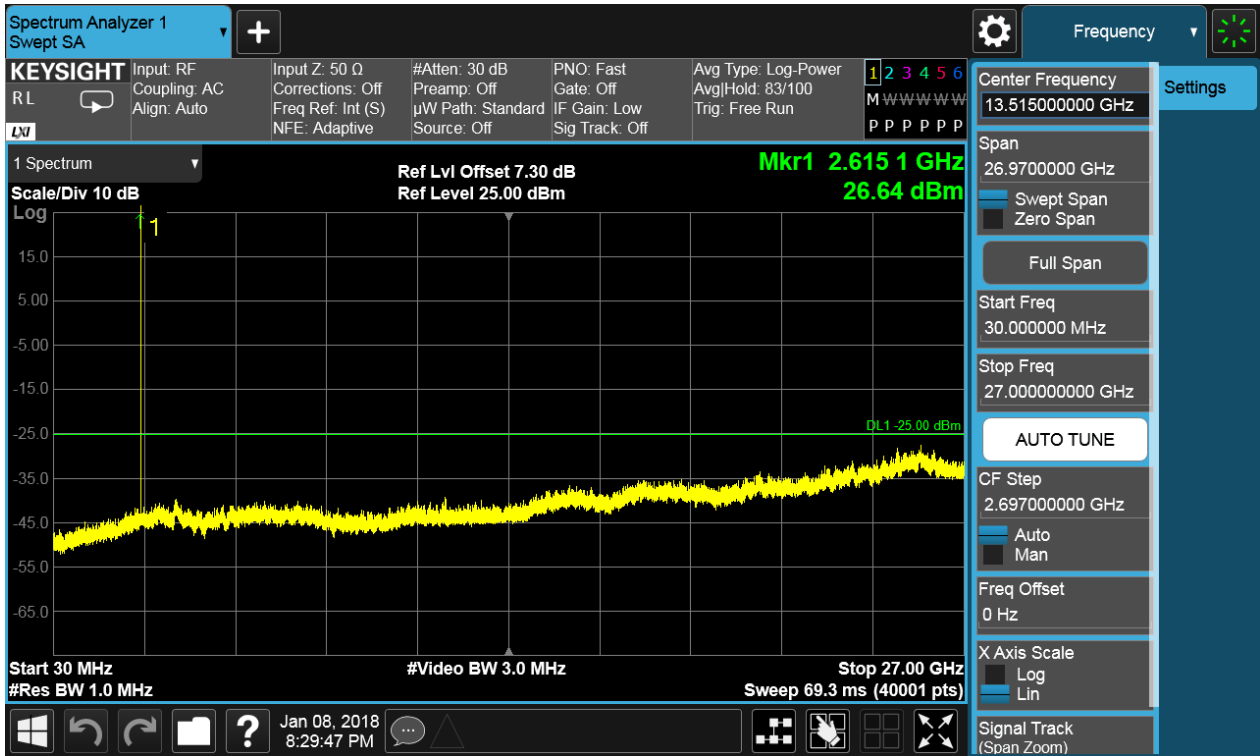 Spectrum Analyzer 1
Swept SA
Frequency
KEYSIGHT
R L
LXI
Input: RF
Coupling: AC
Align: Auto
Input Z: 50 Ω
Corrections: Off
Freq Ref: Int (S)
NFE: Adaptive
#Atten: 30 dB
Preamp: Off
µW Path: Standard
Source: Off
PNO: Fast
Gate: Off
IF Gain: Low
Sig Track: Off
Avg Type: Log-Power
Avg|Hold: 83/100
Trig: Free Run
1 2 3 4 5 6
M W W W W W
P P P P P P
1 Spectrum
Scale/Div 10 dB
Log
Ref Lvl Offset 7.30 dB
Ref Level 25.00 dBm
Mkr1 2.615 1 GHz
26.64 dBm
1
15.0
5.00
-5.00
-15.0
-25.0
-35.0
-45.0
-55.0
-65.0
DL1 -25.00 dBm
Start 30 MHz
#Video BW 3.0 MHz
Stop 27.00 GHz
#Res BW 1.0 MHz
Sweep 69.3 ms (40001 pts)
Center Frequency
13.515000000 GHz
Span
26.9700000 GHz
Swept Span
Zero Span
Full Span
Start Freq
30.000000 MHz
Stop Freq
27.000000000 GHz
AUTO TUNE
CF Step
2.697000000 GHz
Auto
Man
Freq Offset
0 Hz
X Axis Scale
Log
Lin
Signal Track
(Span Zoom)
Settings
?
Jan 08, 2018
8:29:47 PM